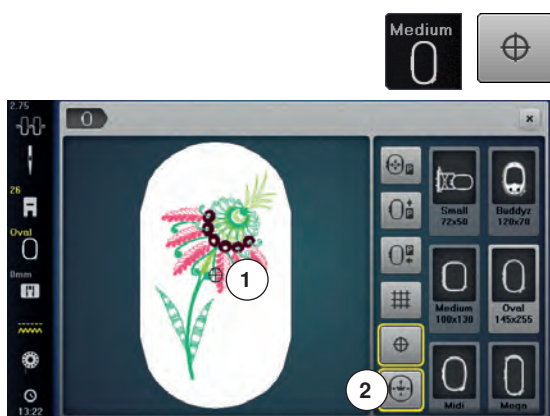 Medium
2.75
26
Oval
0mm
13:22
1
2
Small
72x50
Buddyz
120x70
Medium
100x130
Oval
145x255
Midi
Mega